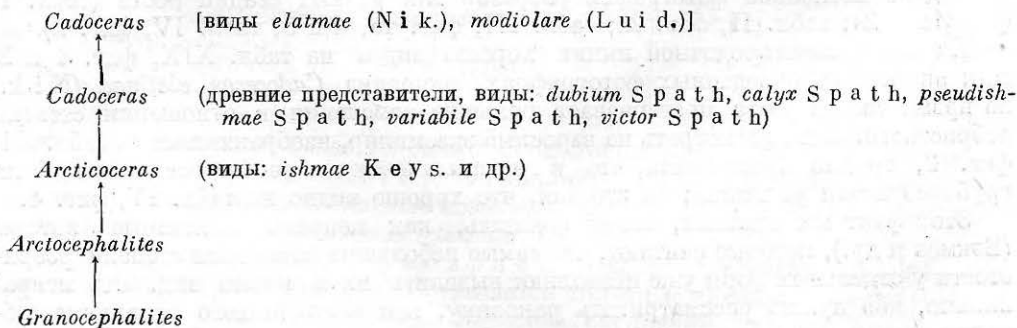 Cadoceras [виды elatmae (Nik.), modiolare (Luid.)]
Cadoceras (древние представители, виды: dubium Spath, calyx Spath, pseudish-
mae Spath, variabile Spath, victor Spath)
Arcticoceras (виды: ishmae Keys. и др.)
Arctocephalites
Granocephalites